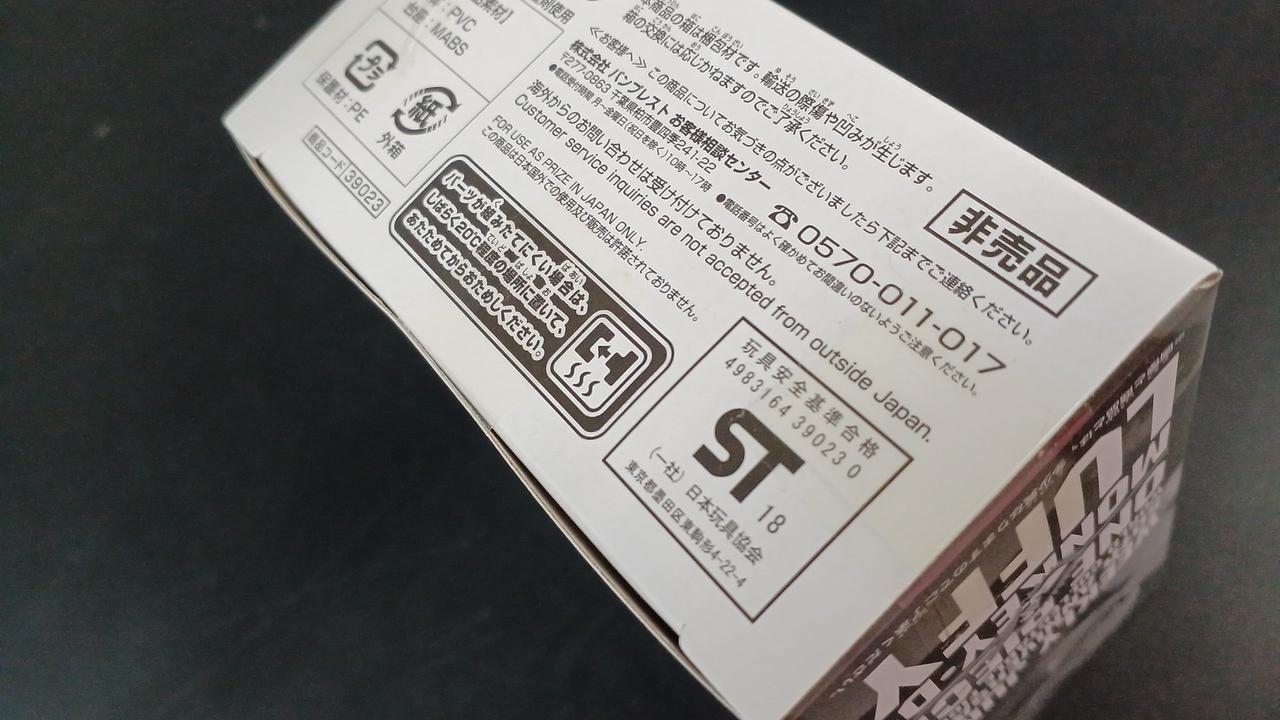 素材】
：PVC
台座：MABS
プラ
保護材：PE
紙
外箱
商品コード 39023
剤使用
本商品の箱は梱包材です。輸送の際傷や凹みが生じます。
箱の交換には応じかねますのでご了承ください。
≪お客様へ≫ この商品についてお気づきの点がございましたら下記までご連絡ください。
株式会社 バンプレスト お客様相談センター ☎0570-011-017
〒277-0863 千葉県柏市豊四季241-22
●電話受付時間 月～金曜日(祝日を除く)10時～17時 ●電話番号はよく確かめてお間違いのないようご注意ください。
海外からのお問い合わせは受け付けておりません。
Customer service inquiries are not accepted from outside Japan.
FOR USE AS PRIZE IN JAPAN ONLY.
この商品は日本国外での使用及び販売は許諾されておりません。
非売品
パーツが組みたてにくい場合は、
しばらく20℃程度の場所に置いて、
あたためてからおためしください。
玩具安全基準合格
4983164 39023 0
ST 18
(一社) 日本玩具協会
東京都墨田区東駒形4-22-4